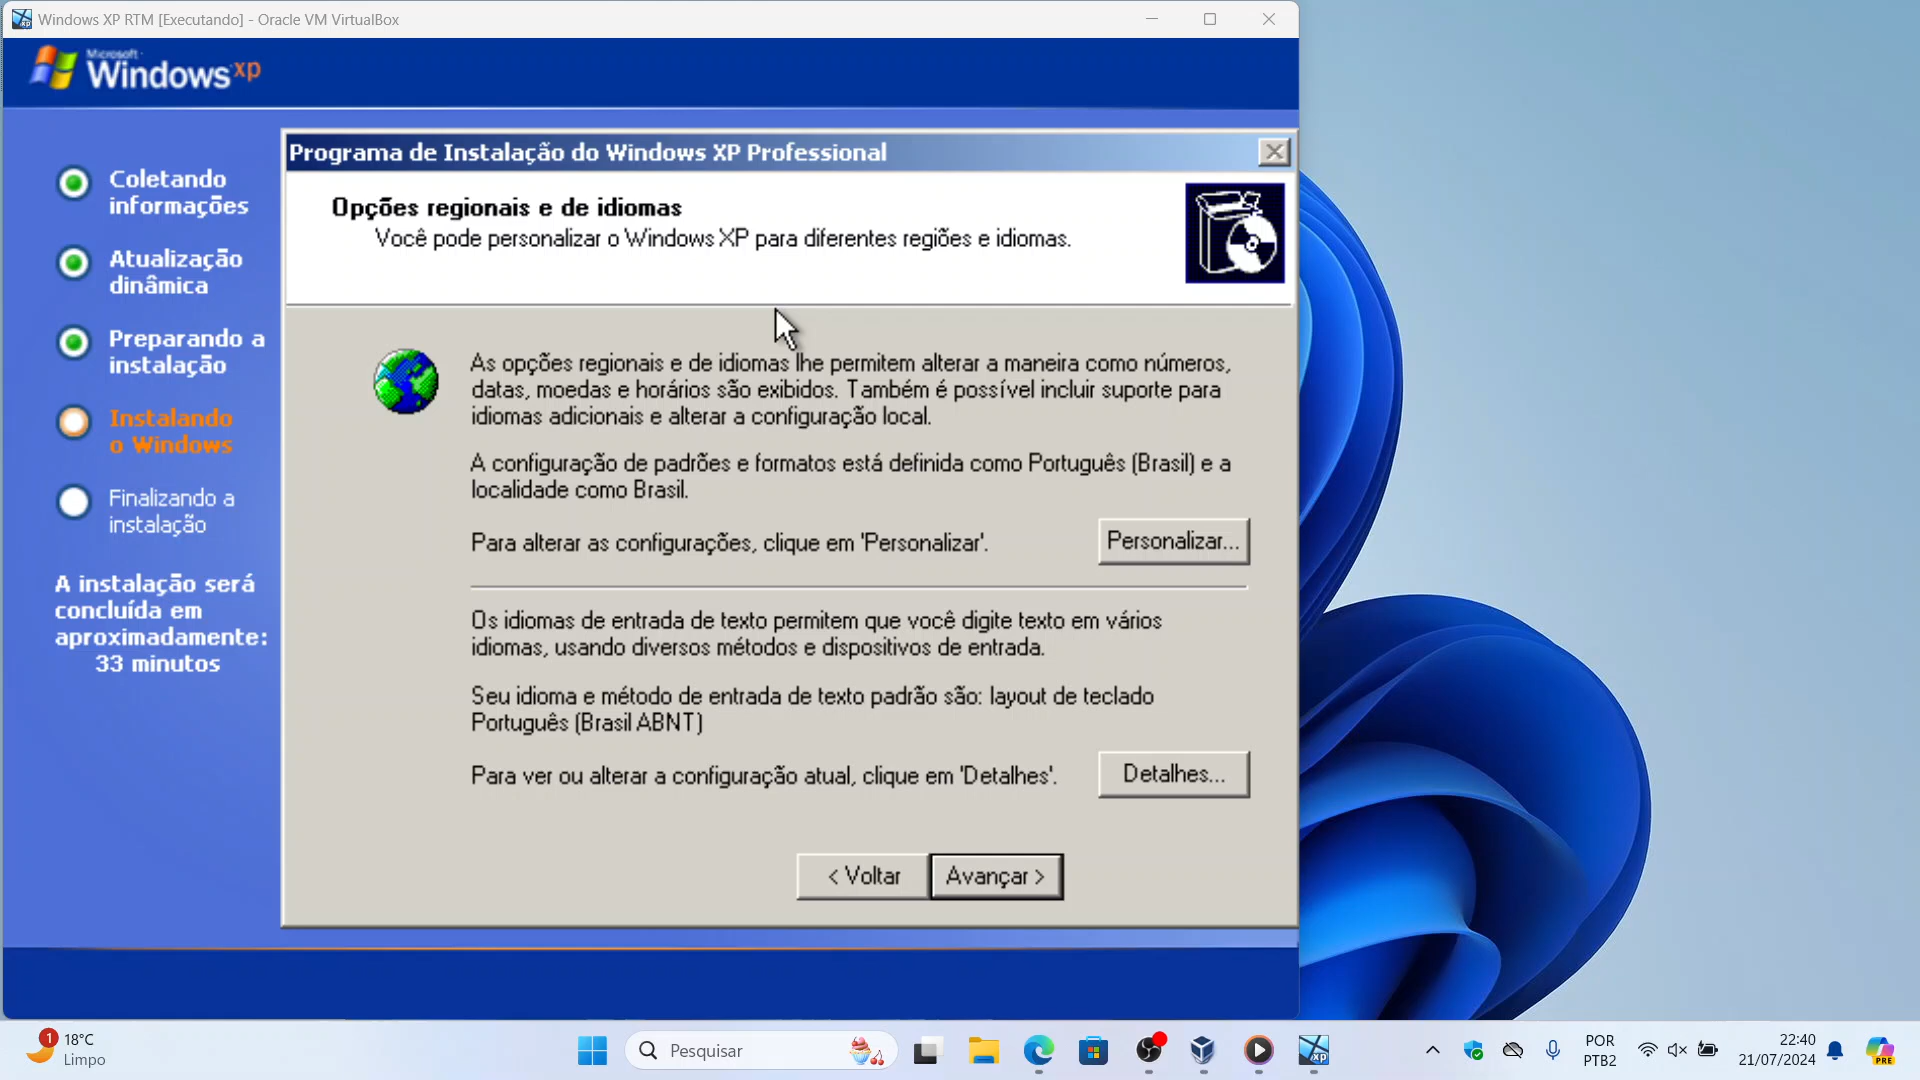 Windows XP RTM [Executando] - Oracle VM VirtualBox
Microsoft
Windows xp
Coletando
informações
Atualização
dinâmica
Preparando a
instalação
Instalando
o Windows
Finalizando a
instalação
A instalação será
concluída em
aproximadamente:
33 minutos
Programa de Instalação do Windows XP Professional
Opções regionais e de idiomas
Você pode personalizar o Windows XP para diferentes regiões e idiomas.
As opções regionais e de idiomas lhe permitem alterar a maneira como números,
datas, moedas e horários são exibidos. Também é possível incluir suporte para
idiomas adicionais e alterar a configuração local.
A configuração de padrões e formatos está definida como Português (Brasil) e a
localidade como Brasil.
Para alterar as configurações, clique em 'Personalizar'.
Personalizar...
Os idiomas de entrada de texto permitem que você digite texto em vários
idiomas, usando diversos métodos e dispositivos de entrada.
Seu idioma e método de entrada de texto padrão são: layout de teclado
Português (Brasil ABNT)
Para ver ou alterar a configuração atual, clique em 'Detalhes'.
Detalhes...
< Voltar
Avançar >
1
18°C
Limpo
Pesquisar
xp
POR
PTB2
22:40
21/07/2024
PRE